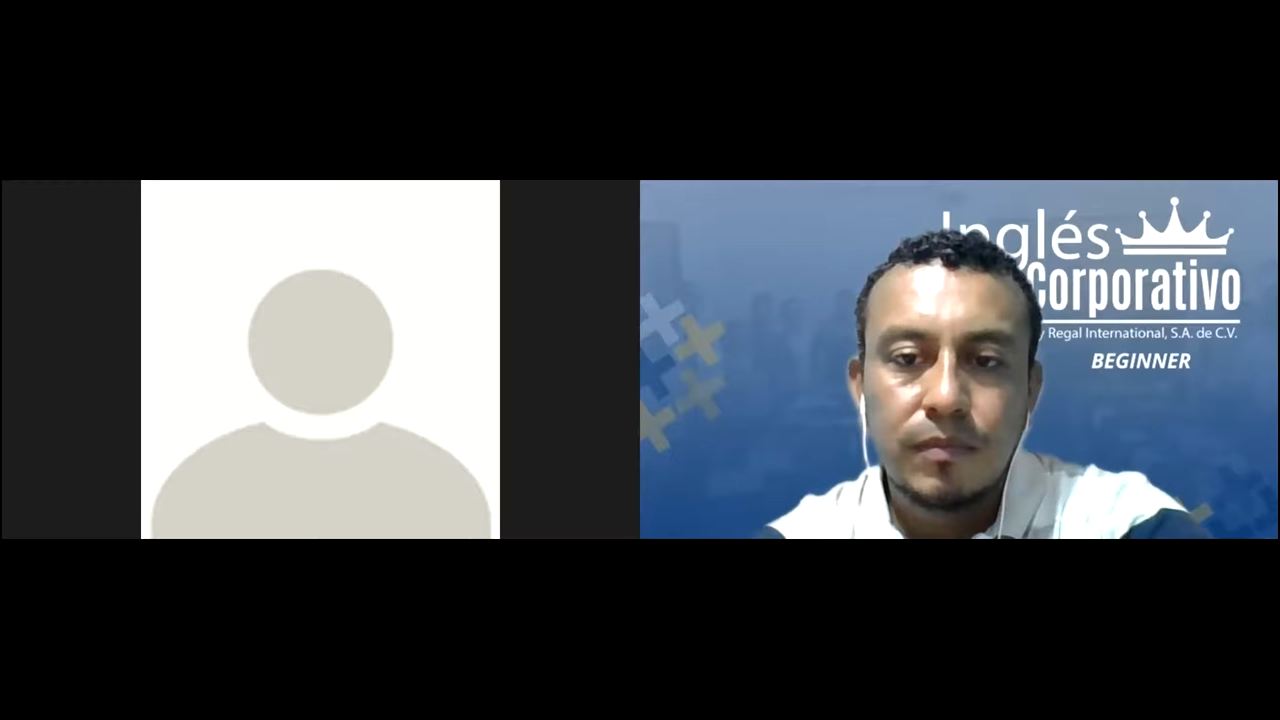 Inglés
Corporativo
y Regal International, S.A. de C.V.
BEGINNER